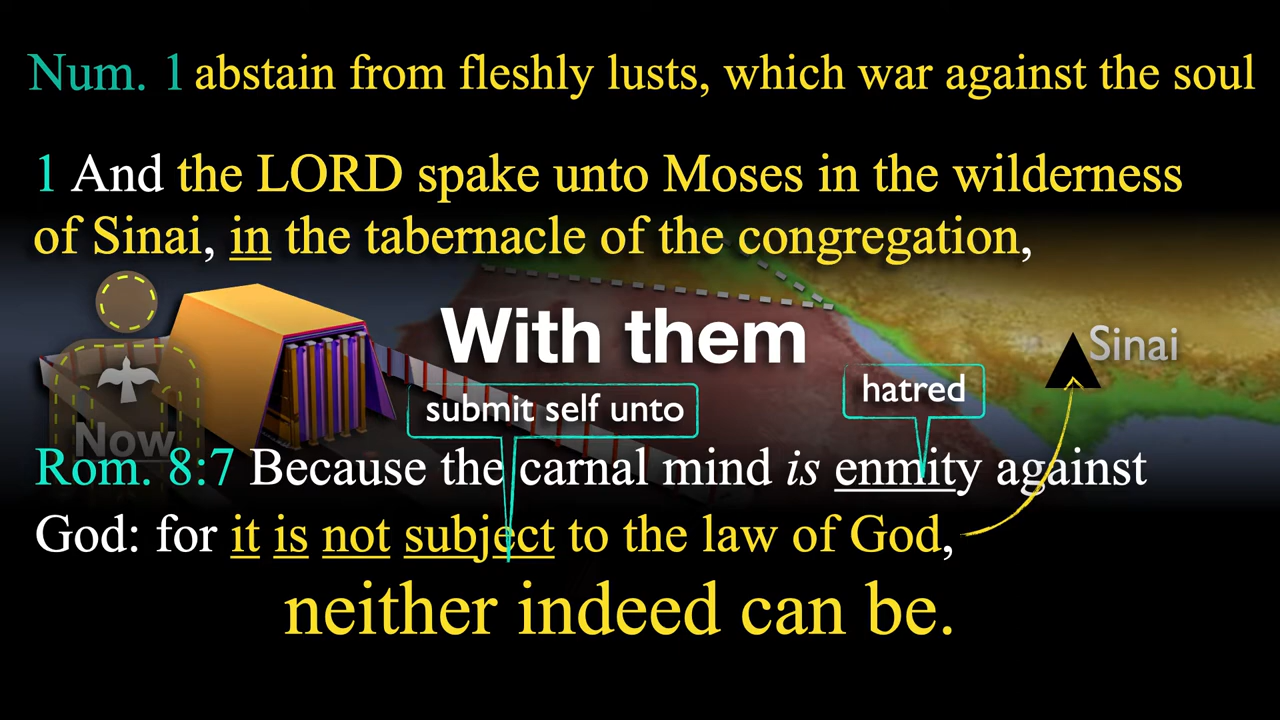 Num. 1 abstain from fleshly lusts, which war against the soul
1 And the LORD spake unto Moses in the wilderness
of Sinai, in the tabernacle of the congregation,
With them
Sinai
hatred
submit self unto
Now
Rom. 8:7 Because the carnal mind is enmity against
God: for it is not subject to the law of God,
neither indeed can be.